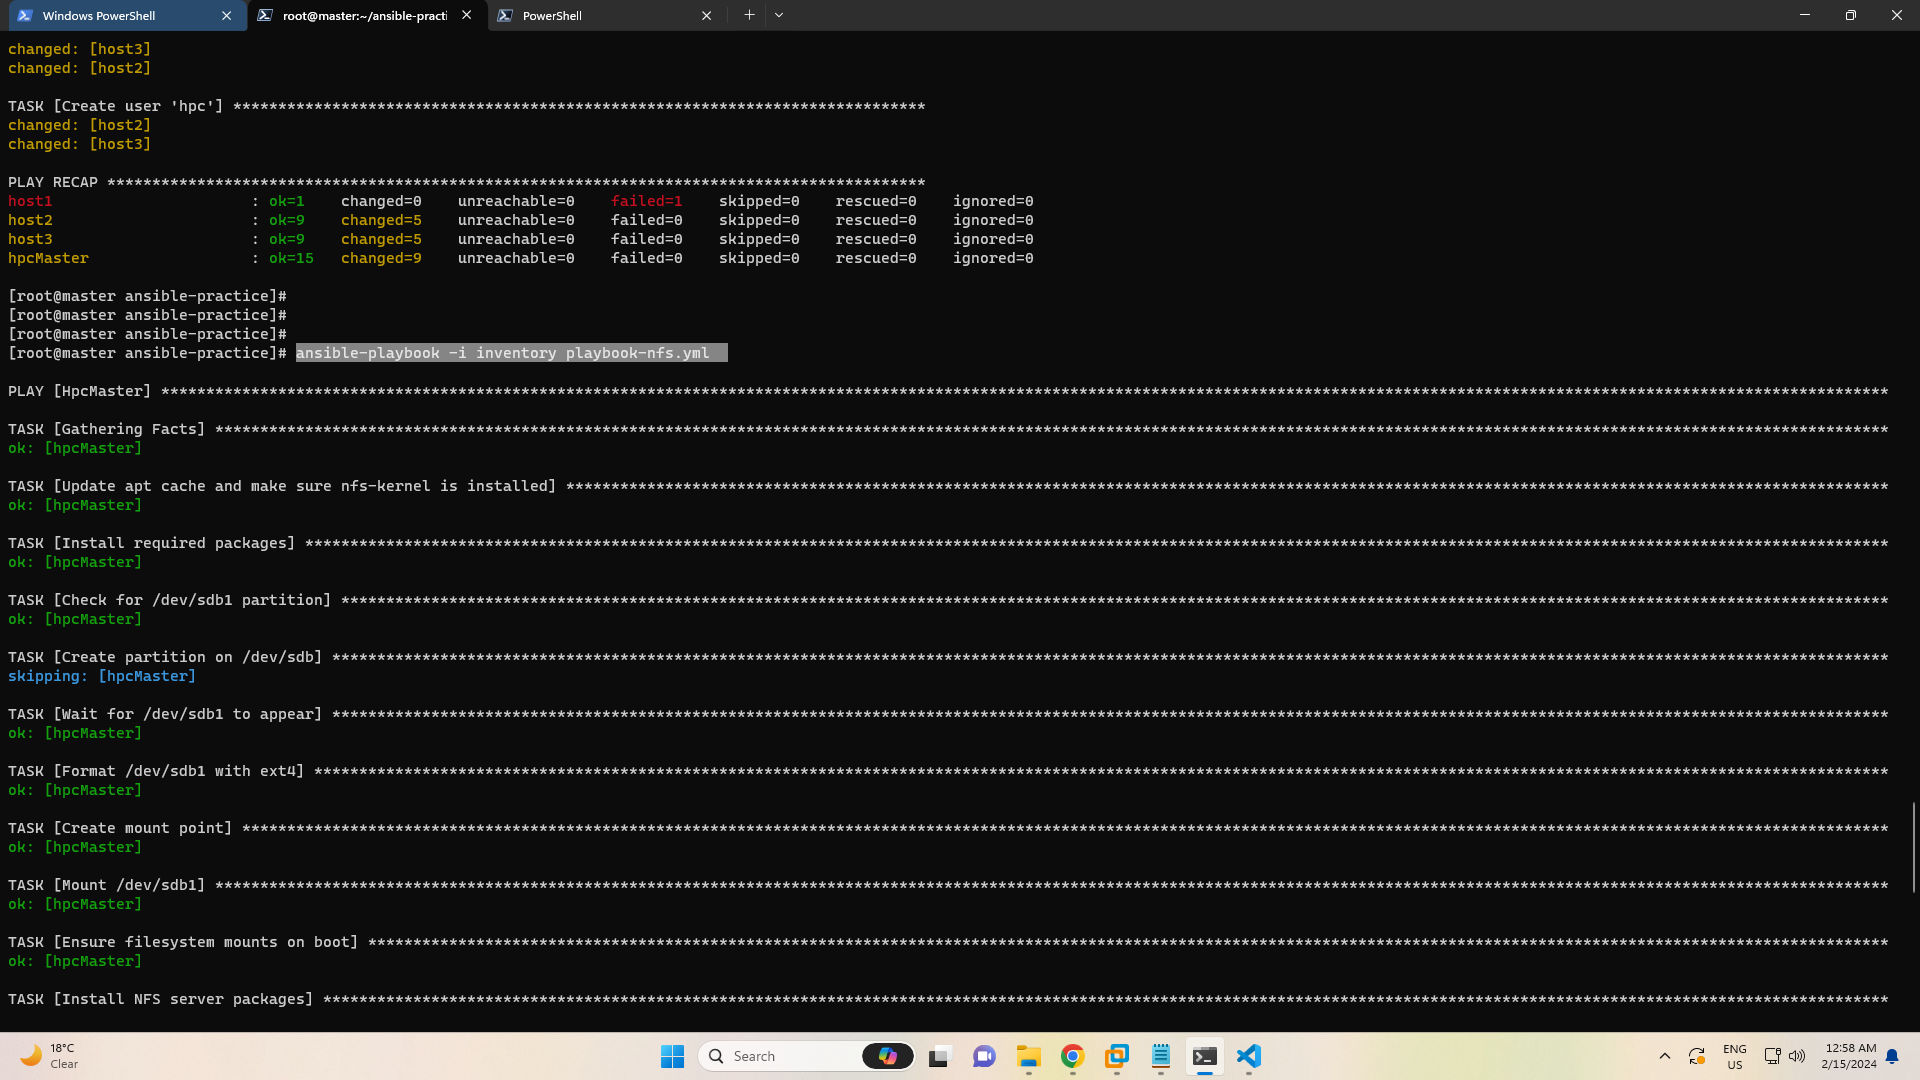 Windows PowerShell
root@master:~/ansible-practi
PowerShell
changed: [host3]
changed: [host2]
TASK [Create user 'hpc'] *****************************************************************************
changed: [host2]
changed: [host3]
PLAY RECAP *******************************************************************************************
host1 : ok=1 changed=0 unreachable=0 failed=1 skipped=0 rescued=0 ignored=0
host2 : ok=9 changed=5 unreachable=0 failed=0 skipped=0 rescued=0 ignored=0
host3 : ok=9 changed=5 unreachable=0 failed=0 skipped=0 rescued=0 ignored=0
hpcMaster : ok=15 changed=9 unreachable=0 failed=0 skipped=0 rescued=0 ignored=0
[root@master ansible-practice]#
[root@master ansible-practice]#
[root@master ansible-practice]#
[root@master ansible-practice]# ansible-playbook -i inventory playbook-nfs.yml
PLAY [HpcMaster] ************************************************************************************************************************************************************************************************
TASK [Gathering Facts] ******************************************************************************************************************************************************************************************
ok: [hpcMaster]
TASK [Update apt cache and make sure nfs-kernel is installed] ***************************************************************************************************************************************************
ok: [hpcMaster]
TASK [Install required packages] ********************************************************************************************************************************************************************************
ok: [hpcMaster]
TASK [Check for /dev/sdb1 partition] ****************************************************************************************************************************************************************************
ok: [hpcMaster]
TASK [Create partition on /dev/sdb] *****************************************************************************************************************************************************************************
skipping: [hpcMaster]
TASK [Wait for /dev/sdb1 to appear] *****************************************************************************************************************************************************************************
ok: [hpcMaster]
TASK [Format /dev/sdb1 with ext4] *******************************************************************************************************************************************************************************
ok: [hpcMaster]
TASK [Create mount point] ***************************************************************************************************************************************************************************************
ok: [hpcMaster]
TASK [Mount /dev/sdb1] ******************************************************************************************************************************************************************************************
ok: [hpcMaster]
TASK [Ensure filesystem mounts on boot] *************************************************************************************************************************************************************************
ok: [hpcMaster]
TASK [Install NFS server packages] ******************************************************************************************************************************************************************************
18°C
Clear
Search
ENG
US
12:58 AM
2/15/2024